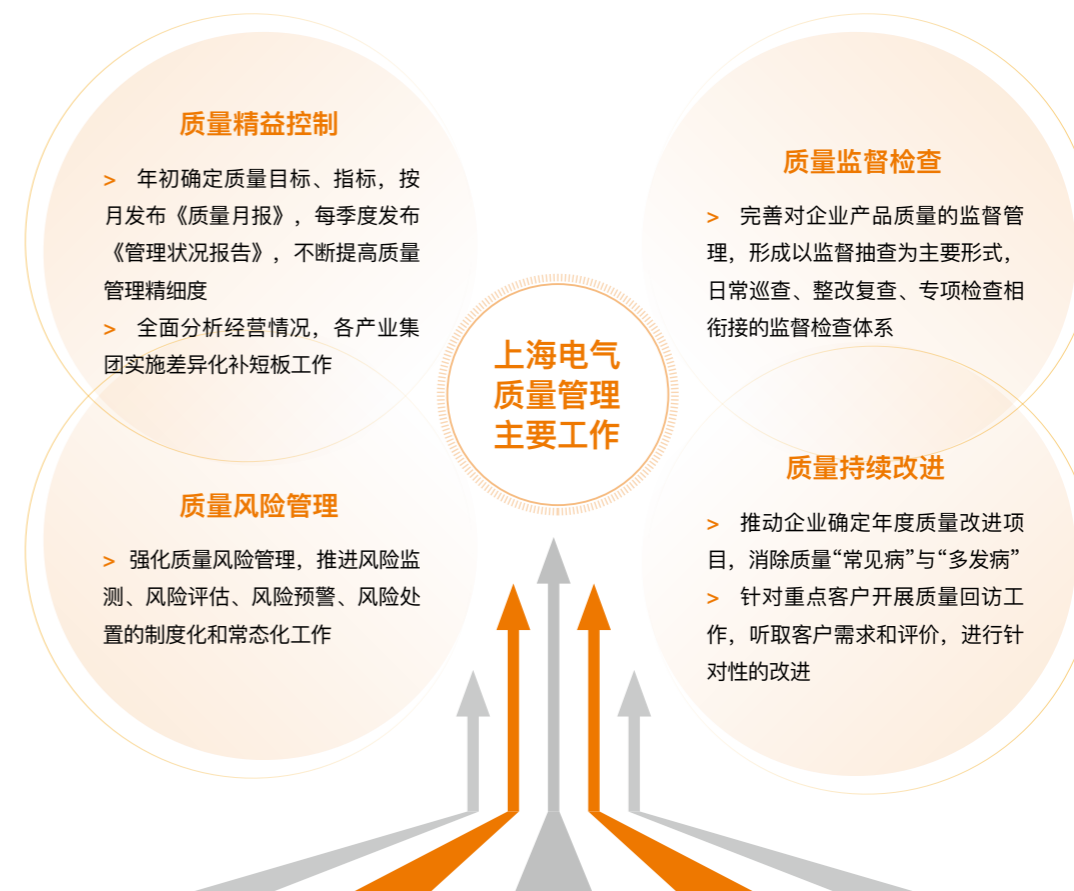 质量精益控制
> 年初确定质量目标、指标，按
月发布《质量月报》，每季度发布
《管理状况报告》，不断提高质量
管理精细度
> 全面分析经营情况，各产业集
团实施差异化补短板工作
质量风险管理
> 强化质量风险管理，推进风险监
测、风险评估、风险预警、风险处
置的制度化和常态化工作
上海电气
质量管理
主要工作
质量监督检查
> 完善对企业产品质量的监督管
理，形成以监督抽查为主要形式，
日常巡查、整改复查、专项检查相
衔接的监督检查体系
质量持续改进
> 推动企业确定年度质量改进项
目，消除质量“常见病”与“多发病”
> 针对重点客户开展质量回访工
作，听取客户需求和评价，进行针
对性的改进